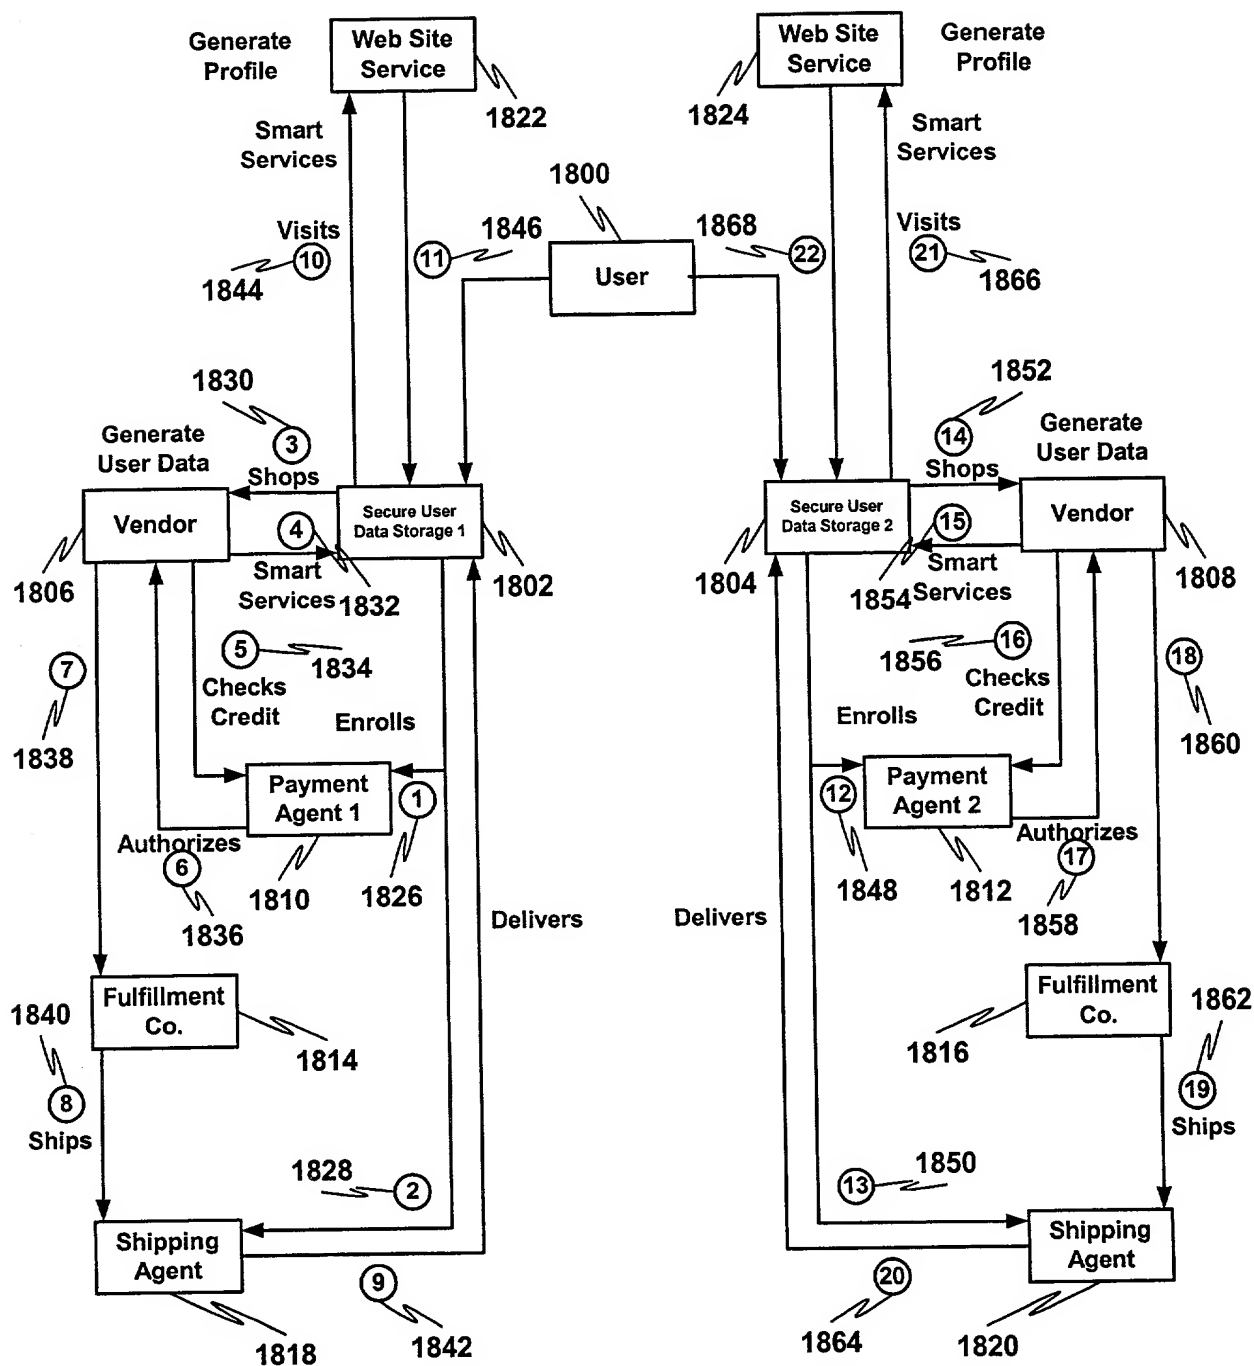 Generate
Profile
Web Site
Service
1822
Web Site
Service
1824
Generate
Profile
Smart
Services
Smart
Services
1800
User
Visits
10
1844
11
1846
1868
22
Visits
21
1866
1830
3
Shops
Generate
User Data
Vendor
1806
4
Smart
Services
1832
Secure User
Data Storage 1
1802
1852
14
Shops
Generate
User Data
Secure User
Data Storage 2
1804
15
Smart
Services
1854
Vendor
1808
7
1838
5
1834
Checks
Credit
Enrolls
Payment
Agent 1
1810
1
1826
Authorizes
6
1836
Delivers
1856
16
Checks
Credit
18
1860
Enrolls
Payment
Agent 2
12
1848
1812
Authorizes
17
1858
Delivers
Fulfillment
Co.
1814
1840
8
Ships
1828
2
Shipping
Agent
1818
9
1842
Fulfillment
Co.
1816
1862
19
Ships
13
1850
Shipping
Agent
1820
20
1864